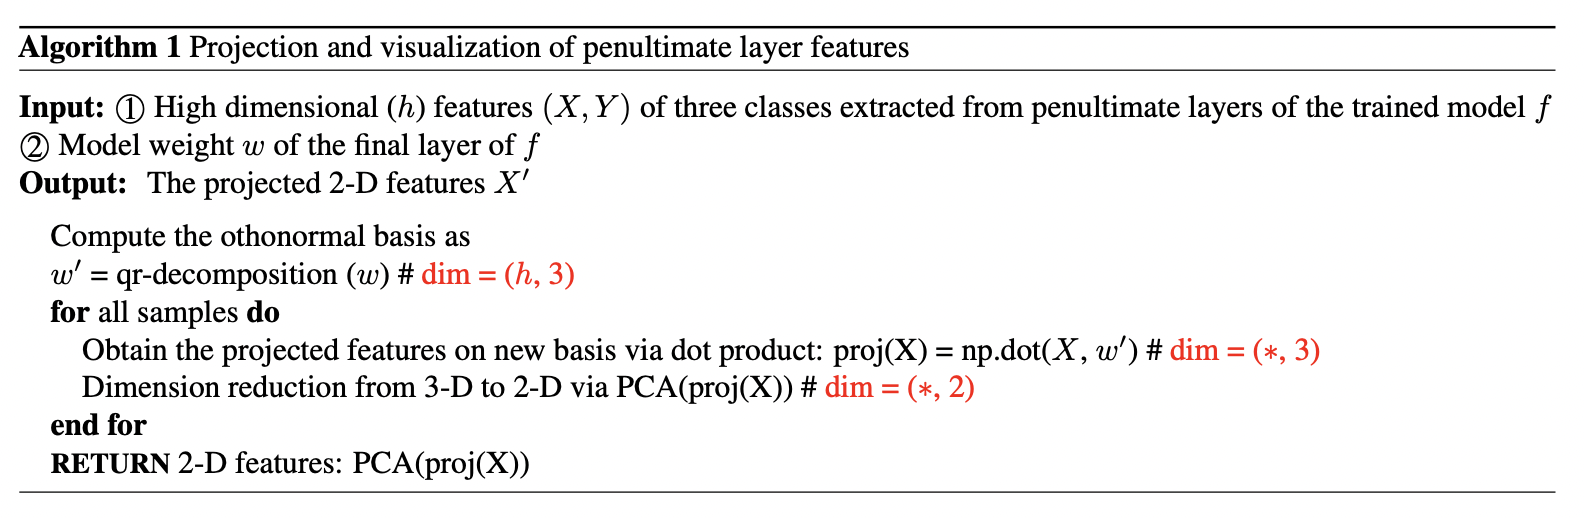 Algorithm 1 Projection and visualization of penultimate layer features
Input: ① High dimensional (h) features (X, Y) of three classes extracted from penultimate layers of the trained model f
② Model weight w of the final layer of f
Output: The projected 2-D features X′
Compute the othonormal basis as
w′ = qr-decomposition (w) # dim = (h, 3)
for all samples do
Obtain the projected features on new basis via dot product: proj(X) = np.dot(X, w′) # dim = (*, 3)
Dimension reduction from 3-D to 2-D via PCA(proj(X)) # dim = (*, 2)
end for
RETURN 2-D features: PCA(proj(X))